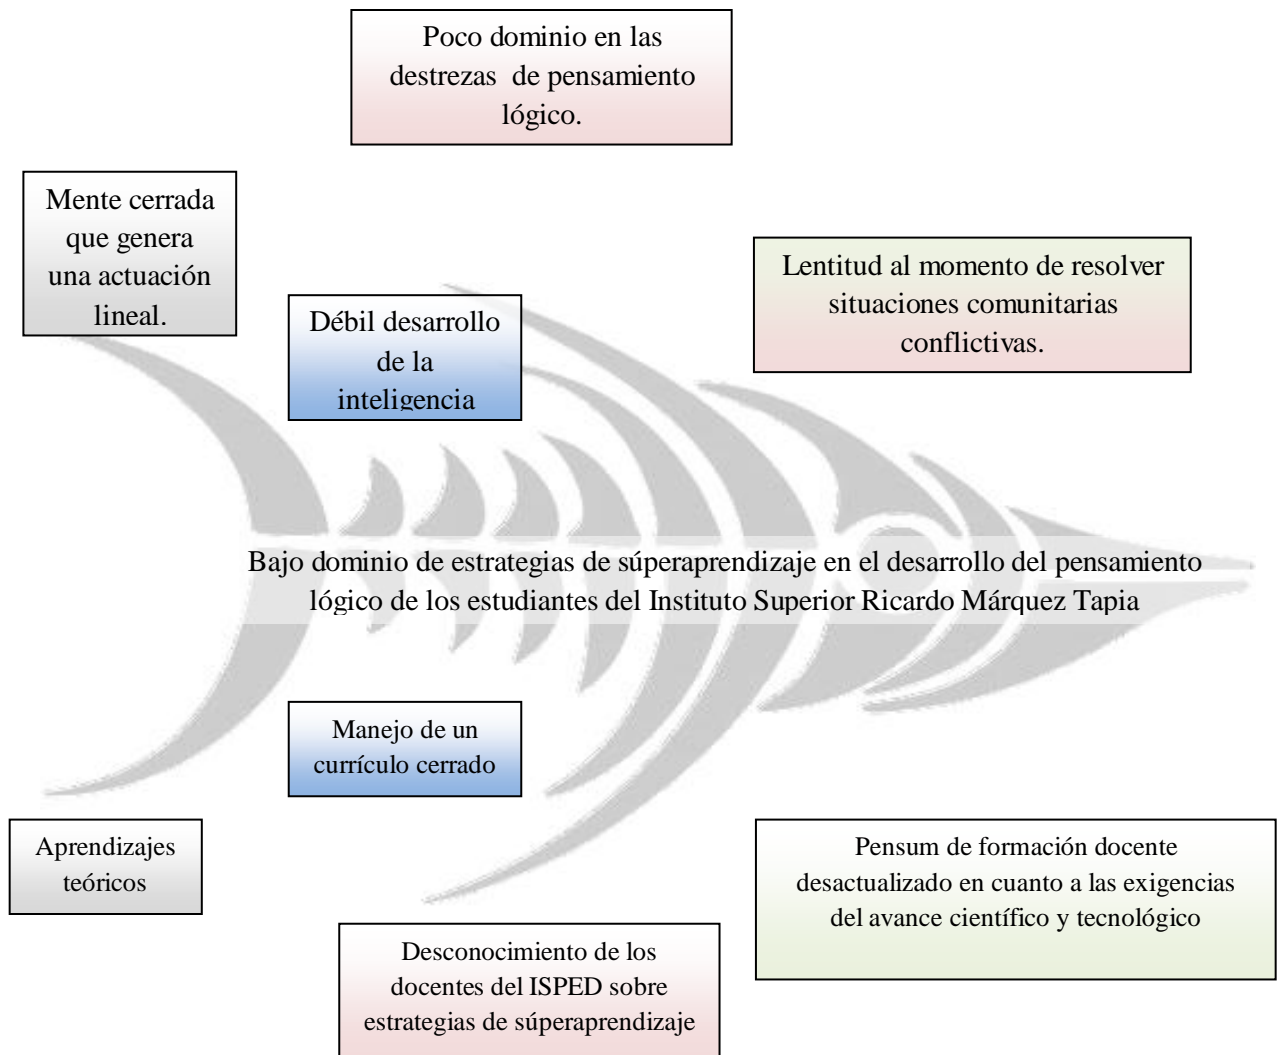 Poco dominio en las
destrezas de pensamiento
lógico.
Mente cerrada
que genera
una actuación
lineal.
Lentitud al momento de resolver
situaciones comunitarias
conflictivas.
Débil desarrollo
de la
inteligencia
Bajo dominio de estrategias de súperaprendizaje en el desarrollo del pensamiento
lógico de los estudiantes del Instituto Superior Ricardo Márquez Tapia
Manejo de un
currículo cerrado
Aprendizajes
teóricos
Pensum de formación docente
desactualizado en cuanto a las exigencias
del avance científico y tecnológico
Desconocimiento de los
docentes del ISPED sobre
estrategias de súperaprendizaje